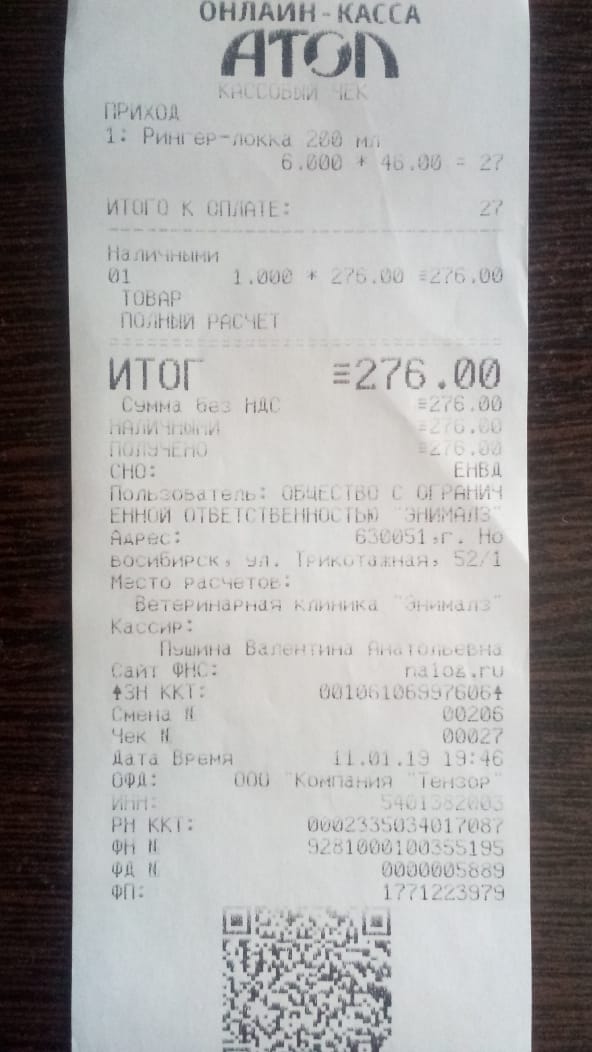 ОНЛАЙН-КАССА
АТОЛ
КАССОВЫЙ ЧЕК
ПРИХОД
1: Рингер-локка 200 мл
6.000 * 46.00 = 27
ИТОГО К ОПЛАТЕ: 27
Наличными
01 1.000 * 276.00 ≡276.00
ТОВАР
ПОЛНЫЙ РАСЧЕТ
ИТОГ ≡276.00
Сумма без НДС ≡276.00
НАЛИЧНЫМИ ≡276.00
ПОЛУЧЕНО ≡276.00
СНО: ЕНВД
Пользователь: ОБЩЕСТВО С ОГРАНИЧ
ЕННОЙ ОТВЕТСТВЕННОСТЬЮ "ЭНИМАЛЗ"
Адрес: 630051,г. Но
восибирск, ул. Трикотажная, 52/1
Место расчетов:
Ветеринарная клиника "Энималз"
Кассир:
Пушина Валентина Анатольевна
Сайт ФНС: nalog.ru
↑ЗН ККТ: 00106106997606↑
Смена N 00206
Чек N 00027
Дата Время 11.01.19 19:46
ОФД: ООО "Компания "Тензор"
ИНН: 5401382003
РН ККТ: 0002335034017087
ФН N 9281000100355195
ФД N 0000005889
ФП: 1771223979